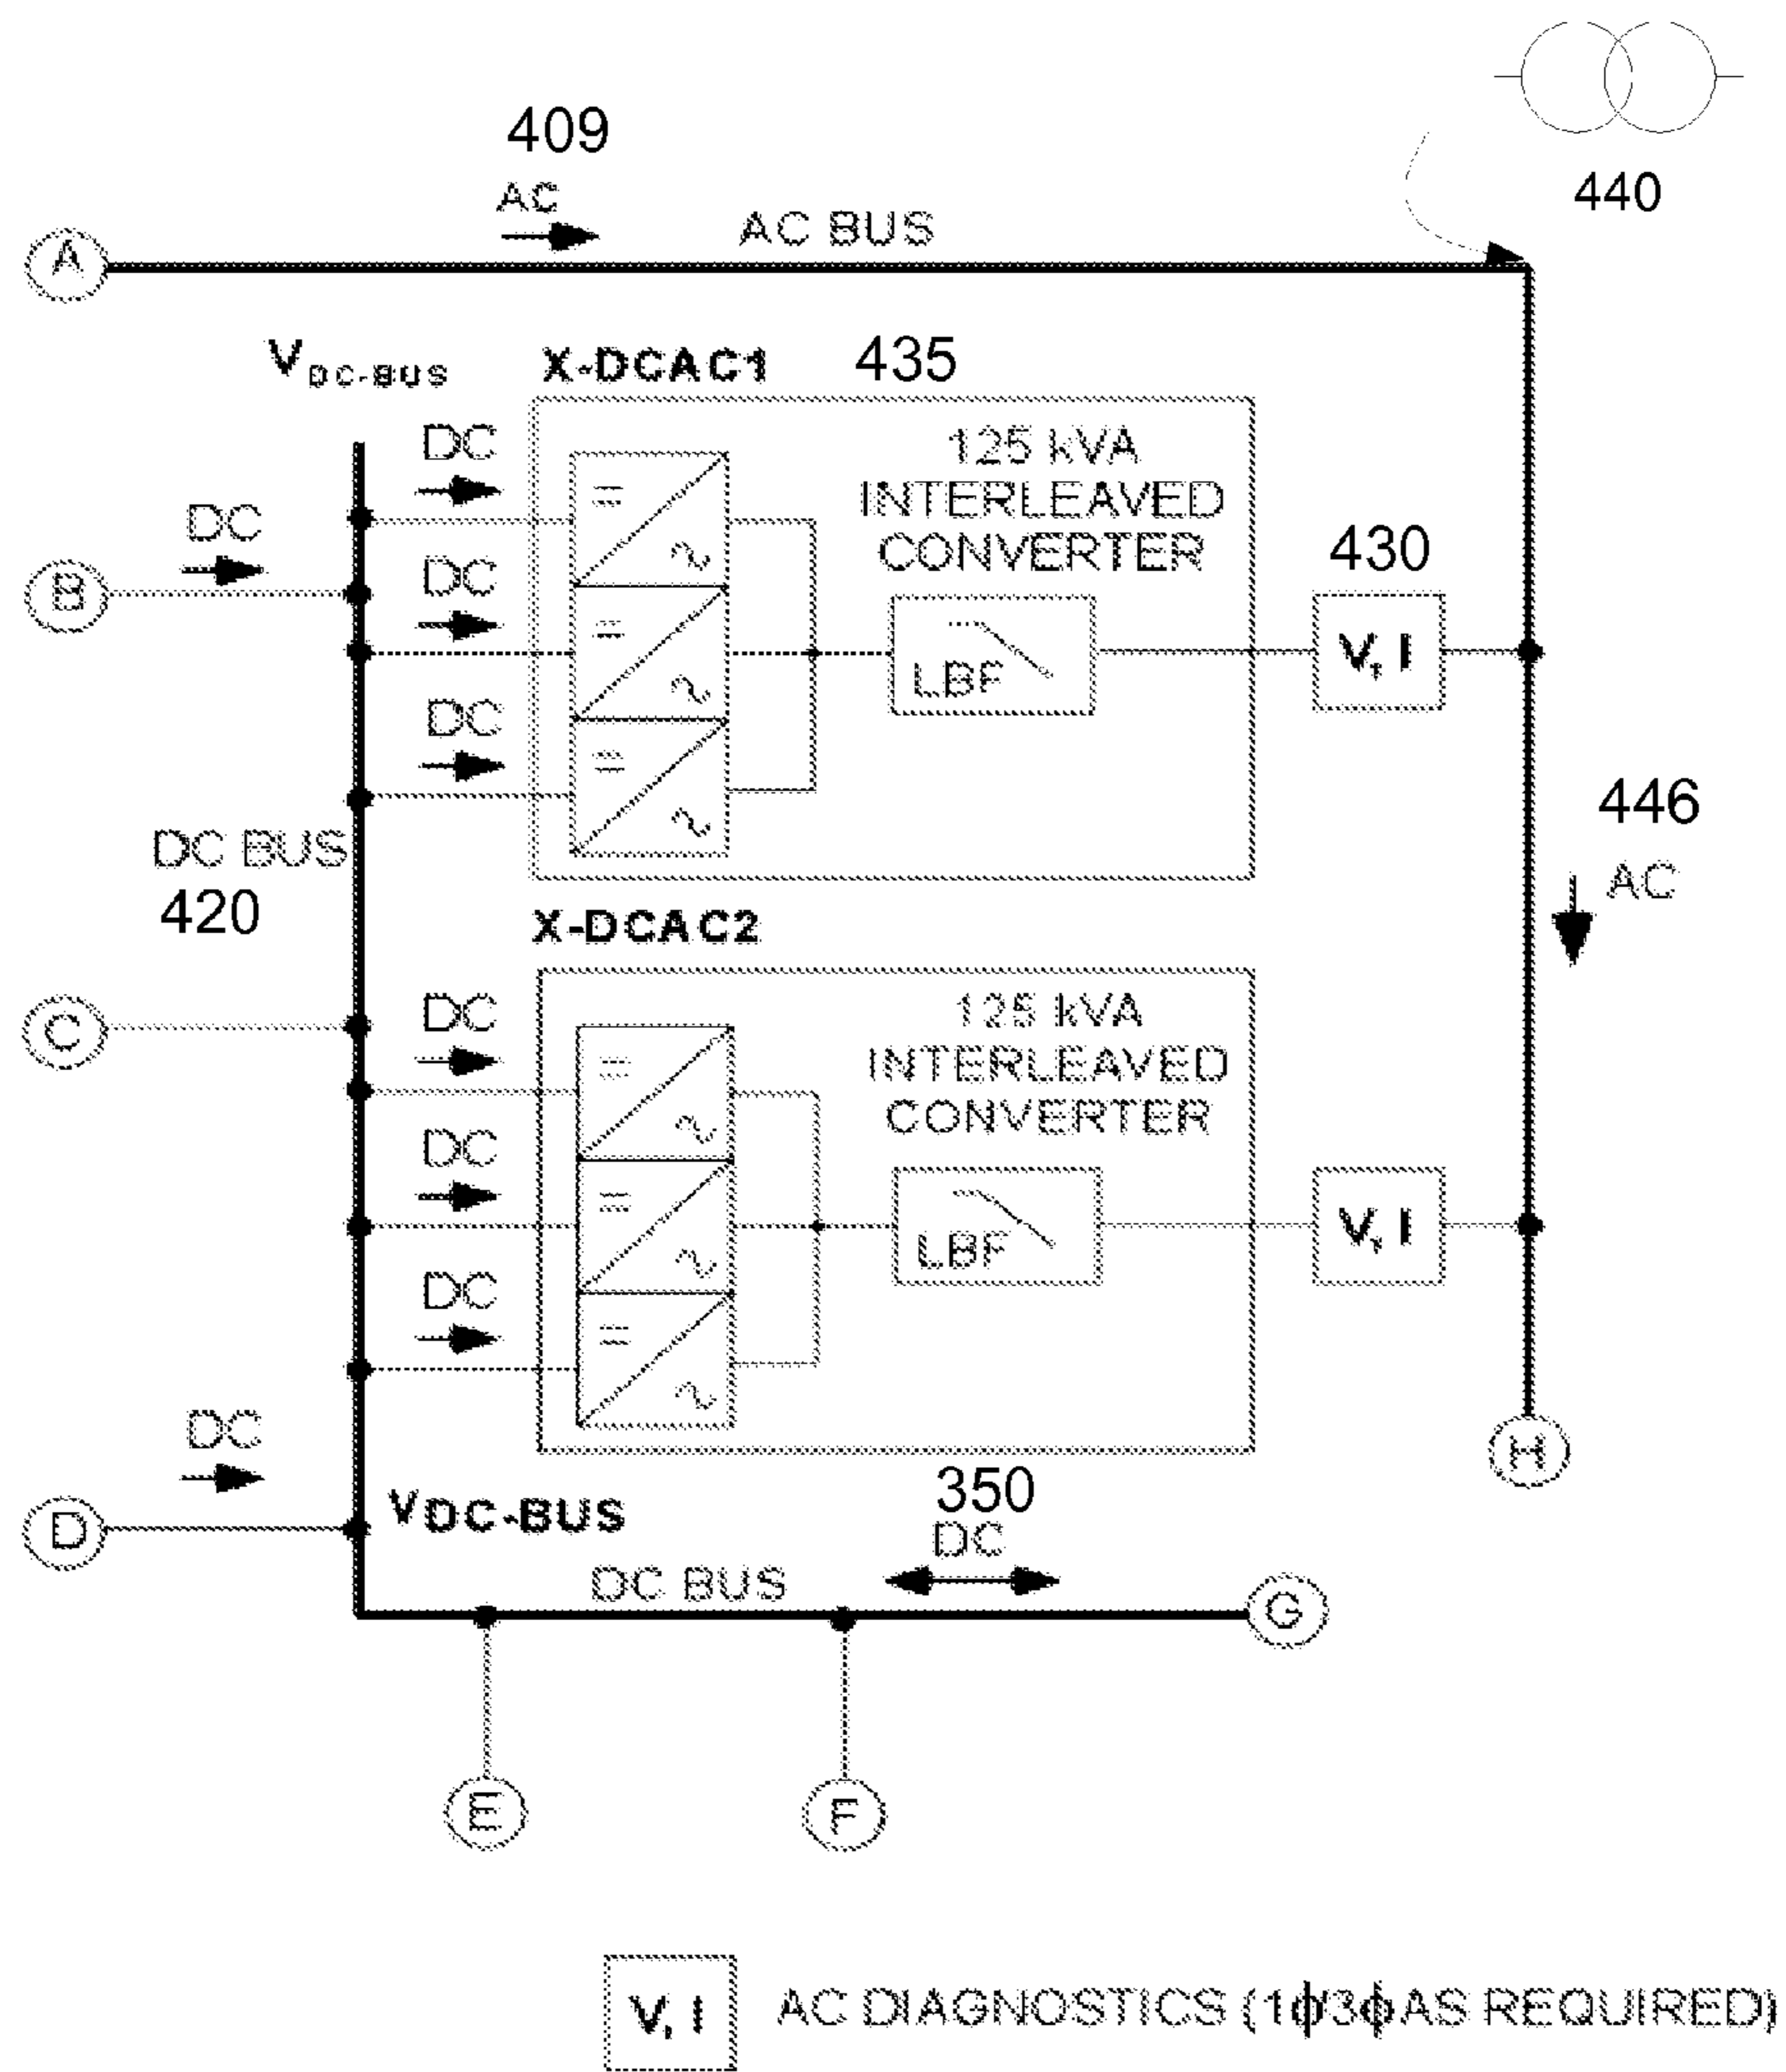 440
409
AC
AC BUS
A
V DC-BUS
X-DCAC1
435
DC
125 kVA
INTERLEAVED
CONVERTER
DC
B
DC
430
LBF
V, I
DC
446
AC
DC BUS
420
X-DCAC2
C
DC
125 kVA
INTERLEAVED
CONVERTER
DC
LBF
V, I
DC
DC
H
350
D
VDC-BUS
DC
DC BUS
G
E
F
V, I
AC DIAGNOSTICS (1ϕ/3ϕ AS REQUIRED)